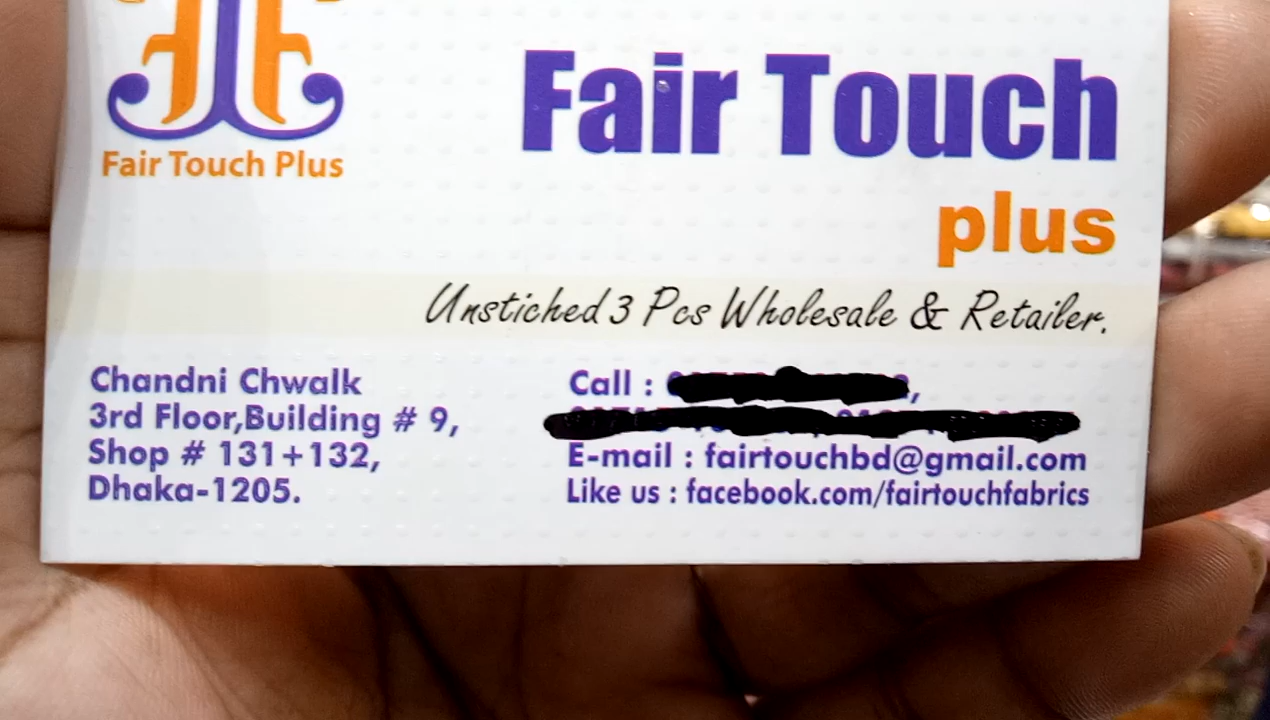 Fair Touch Plus
Fair Touch
plus
Unstiched 3 Pcs Wholesale & Retailer.
Chandni Chwalk
3rd Floor,Building # 9,
Shop # 131+132,
Dhaka-1205.
Call :
E-mail : fairtouchbd@gmail.com
Like us : facebook.com/fairtouchfabrics